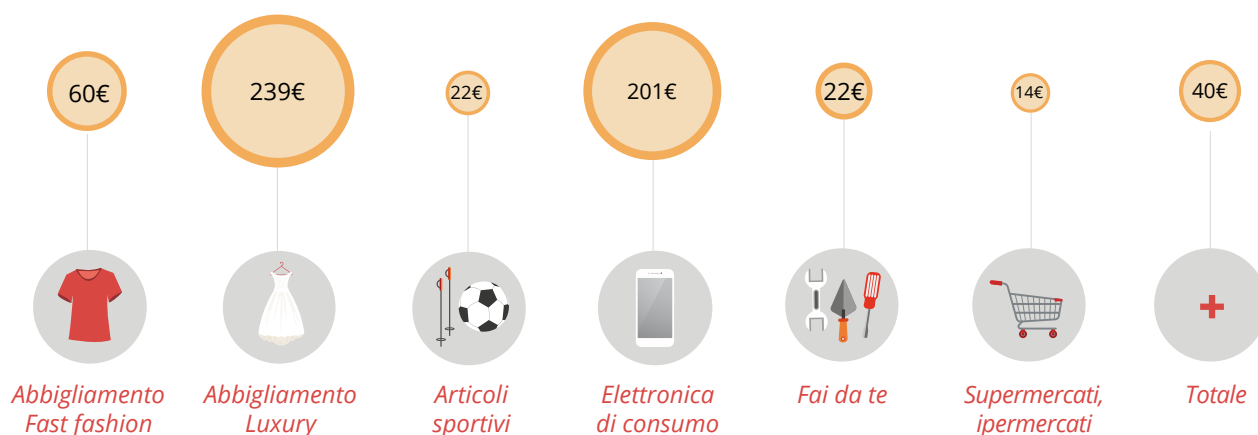 60€
239€
22€
201€
22€
14€
40€
Abbigliamento
Fast fashion
Abbigliamento
Luxury
Articoli
sportivi
Elettronica
di consumo
Fai da te
Supermercati,
ipermercati
Totale